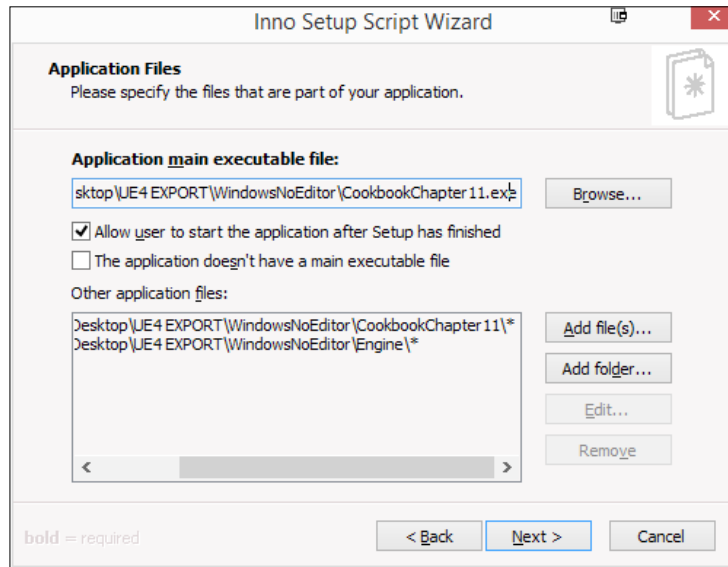 Inno Setup Script Wizard
Application Files
Please specify the files that are part of your application.
Application main executable file:
sktop\UE4 EXPORT\WindowsNoEditor\CookbookChapter11.exe
Browse...
Allow user to start the application after Setup has finished
The application doesn't have a main executable file
Other application files:
Desktop\UE4 EXPORT\WindowsNoEditor\CookbookChapter11\*
Desktop\UE4 EXPORT\WindowsNoEditor\Engine\*
Add file(s)...
Add folder...
Edit...
Remove
bold = required
< Back
Next >
Cancel